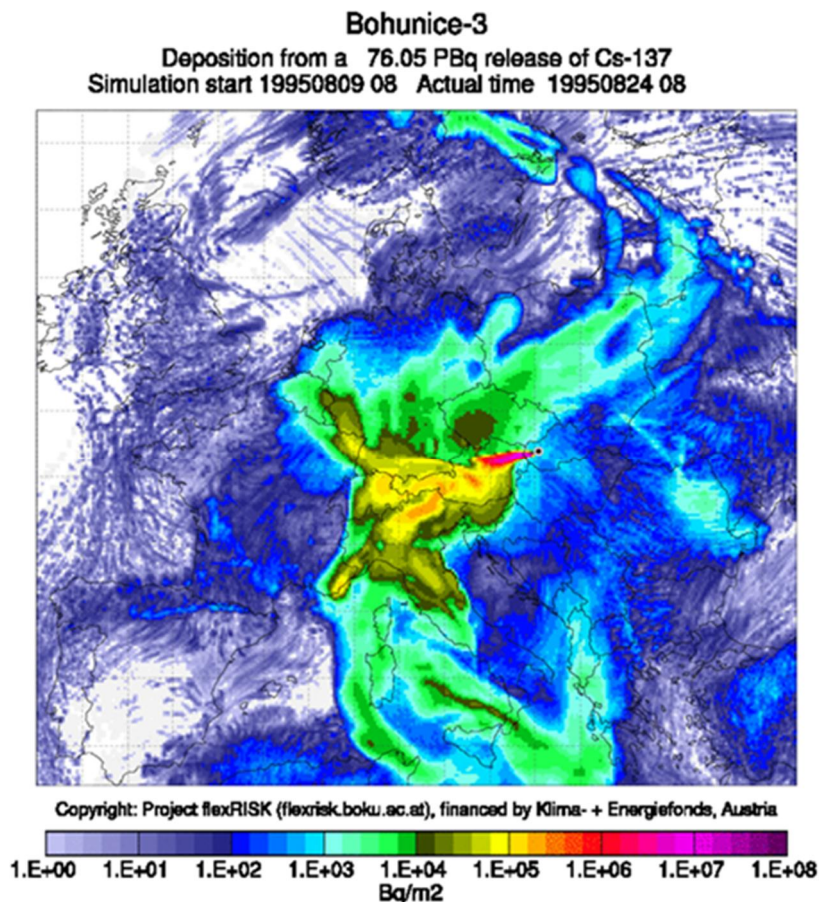 Bohunice-3
Deposition from a 76.05 PBq release of Cs-137
Simulation start 19950809 08 Actual time 19950824 08
Copyright: Project flexRISK (flexrisk.boku.ac.at), financed by Klima- + Energiefonds, Austria
1.E+00 1.E+01 1.E+02 1.E+03 1.E+04 1.E+05 1.E+06 1.E+07 1.E+08
Bq/m2